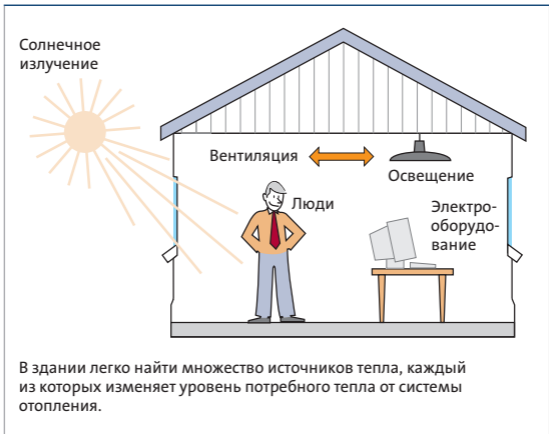 Солнечное
излучение
Вентиляция
Освещение
Люди
Электро-
оборудо-
вание
В здании легко найти множество источников тепла, каждый
из которых изменяет уровень потребного тепла от системы
отопления.